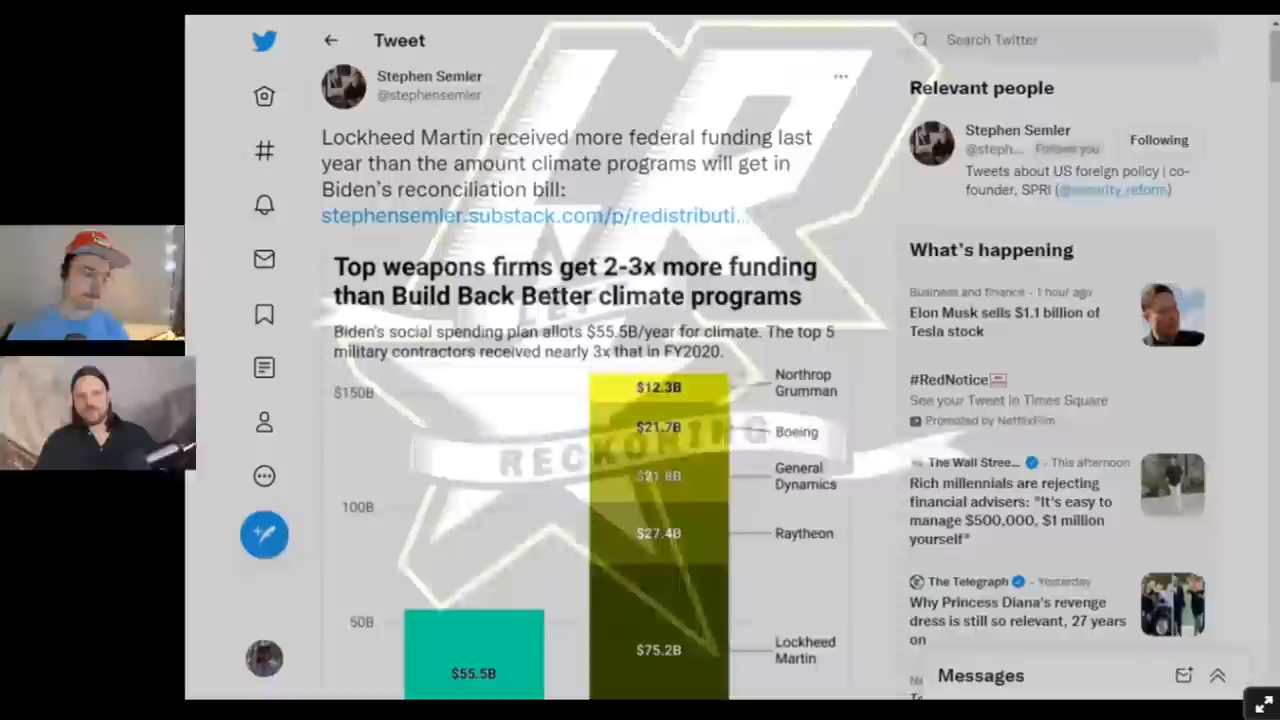 Tweet
Stephen Semler
@stephensemler
Lockheed Martin received more federal funding last
year than the amount climate programs will get in
Biden's reconciliation bill:
stephensemler.substack.com/p/redistributi...
Top weapons firms get 2-3x more funding
than Build Back Better climate programs
Biden's social spending plan allots $55.5B/year for climate. The top 5
military contractors received nearly 3x that in FY2020.
$150B
100B
50B
$55.5B
$12.3B
$21.7B
$21.8B
$27.4B
$75.2B
Northrop
Grumman
Boeing
General
Dynamics
Raytheon
Lockheed
Martin
LR
RECKONING
Search Twitter
Relevant people
Stephen Semler
@steph... Follows you
Following
Tweets about US foreign policy | co-
founder, SPRI (@security_reform)
What's happening
Business and finance · 1 hour ago
Elon Musk sells $1.1 billion of
Tesla stock
#RedNotice
See your Tweet in Times Square
Promoted by NetflixFilm
The Wall Stree... · This afternoon
Rich millennials are rejecting
financial advisers: "It's easy to
manage $500,000, $1 million
yourself"
The Telegraph · Yesterday
Why Princess Diana's revenge
dress is still so relevant, 27 years
on
Messages